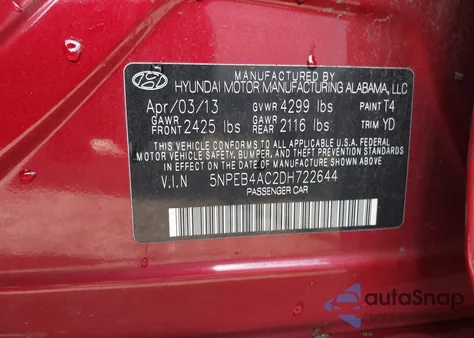 MANUFACTURED BY
HYUNDAI MOTOR MANUFACTURING ALABAMA, LLC
Apr/03/13 GVWR 4299 lbs PAINT T4
GAWR FRONT 2425 lbs GAWR REAR 2116 lbs TRIM YD
THIS VEHICLE CONFORMS TO ALL APPLICABLE U.S.A. FEDERAL
MOTOR VEHICLE SAFETY, BUMPER, AND THEFT PREVENTION STANDARDS
IN EFFECT ON THE DATE OF MANUFACTURE SHOWN ABOVE.
V.I.N 5NPEB4AC2DH722644
PASSENGER CAR
autoSnap